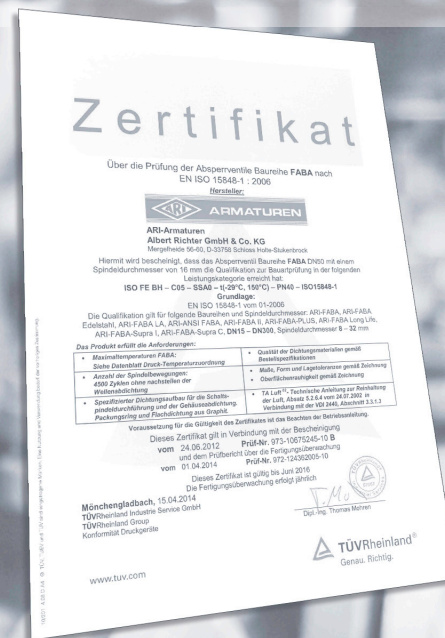 Zertifikat
Über die Prüfung der Absperrventile Baureihe FABA nach
EN ISO 15848-1 : 2006
Hersteller:
ARI ARMATUREN
ARI-Armaturen
Albert Richter GmbH & Co. KG
Mergelheide 56-60, D-33758 Schloss Holte-Stukenbrock
Hiermit wird bescheinigt, dass das Absperrventil Baureihe FABA DN50 mit einem
Spindeldurchmesser von 16 mm die Qualifikation zur Bauartprüfung in der folgenden
Leistungskategorie erreicht hat:
ISO FE BH – C05 – SSA0 – t(-29°C, 150°C) – PN40 – ISO15848-1
Grundlage:
EN ISO 15848-1 vom 01-2006
Die Qualifikation gilt für folgende Baureihen und Spindeldurchmesser: ARI-FABA, ARI-FABA
Edelstahl, ARI-FABA LA, ARI-ANSI FABA, ARI-FABA II, ARI-FABA-PLUS, ARI-FABA Long Life,
ARI-FABA-Supra I, ARI-FABA-Supra C, DN15 – DN300, Spindeldurchmesser 8 – 32 mm
Das Produkt erfüllt die Anforderungen:
• Maximaltemperatures FABA:
Siehe Datenblatt Druck-Temperaturzuordnung
• Anzahl der Spindelbewegungen:
4500 Zyklen ohne nachstellen der
Wellenabdichtung
• Spezifizierter Dichtungsaufbau für die Schalts-
pindeldurchführung und der Gehäuseabdichtung.
Packungsring und Flachdichtung aus Graphit.
• Qualität der Dichtungsmaterialien gemäß
Bestellspezifikationen
• Maße, Form und Lagetoleranzen gemäß Zeichnung
• Oberflächenrauhigkeit gemäß Zeichnung
• TA Luft - Technische Anleitung zur Reinhaltung
der Luft, Absatz 5.2.6.4 vom 24.07.2002 in
Verbindung mit der VDI 2440, Abschnitt 3.3.1.3
Voraussetzung für die Gültigkeit des Zertifikates ist das Beachten der Betriebsanleitung.
Dieses Zertifikat gilt in Verbindung mit der Bescheinigung
vom 24.06.2012 Prüf-Nr. 973-10675245-10 B
und dem Prüfbericht über die Fertigungsüberwachung
vom 01.04.2014 Prüf-Nr. 972-124362005-10
Dieses Zertifikat ist gültig bis Juni 2016
Die Fertigungsüberwachung erfolgt jährlich
Mönchengladbach, 15.04.2014
TÜVRheinland Industrie Service GmbH
TÜVRheinland Group
Konformität Druckgeräte
Dipl.-Ing. Thomas Mehren
TÜVRheinland®
Genau. Richtig.
www.tuv.com